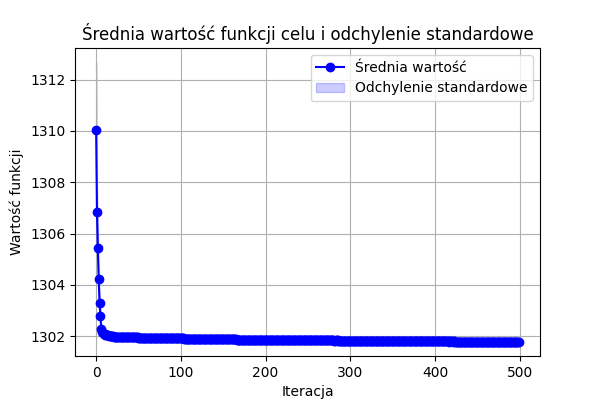 Średnia wartość funkcji celu i odchylenie standardowe
Średnia wartość
Odchylenie standardowe
Wartość funkcji
1312
1310
1308
1306
1304
1302
0 100 200 300 400 500
Iteracja